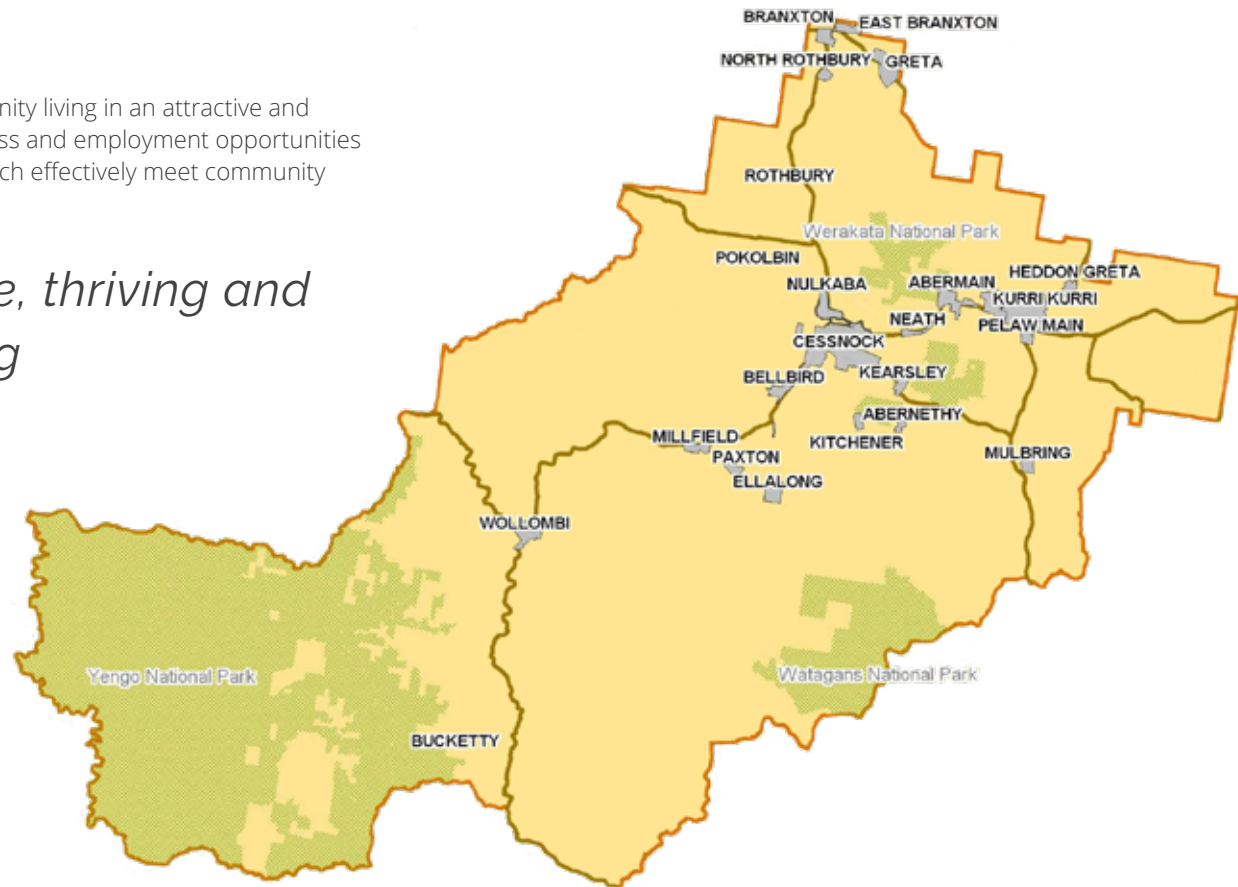 nity living in an attractive and
ss and employment opportunities
ch effectively meet community
e, thriving and
g
BRANXTON
EAST BRANXTON
NORTH ROTHBURY
GRETA
ROTHBURY
Werakata National Park
POKOLBIN
NULKABA
ABERMAIN
HEDDON GRETA
KURRI KURRI
NEATH
PELAW MAIN
CESSNOCK
BELLBIRD
KEARSLEY
ABERNETHY
KITCHENER
MILLFIELD
PAXTON
MULBRING
ELLALONG
WOLLOMBI
Yengo National Park
Watagans National Park
BUCKETTY